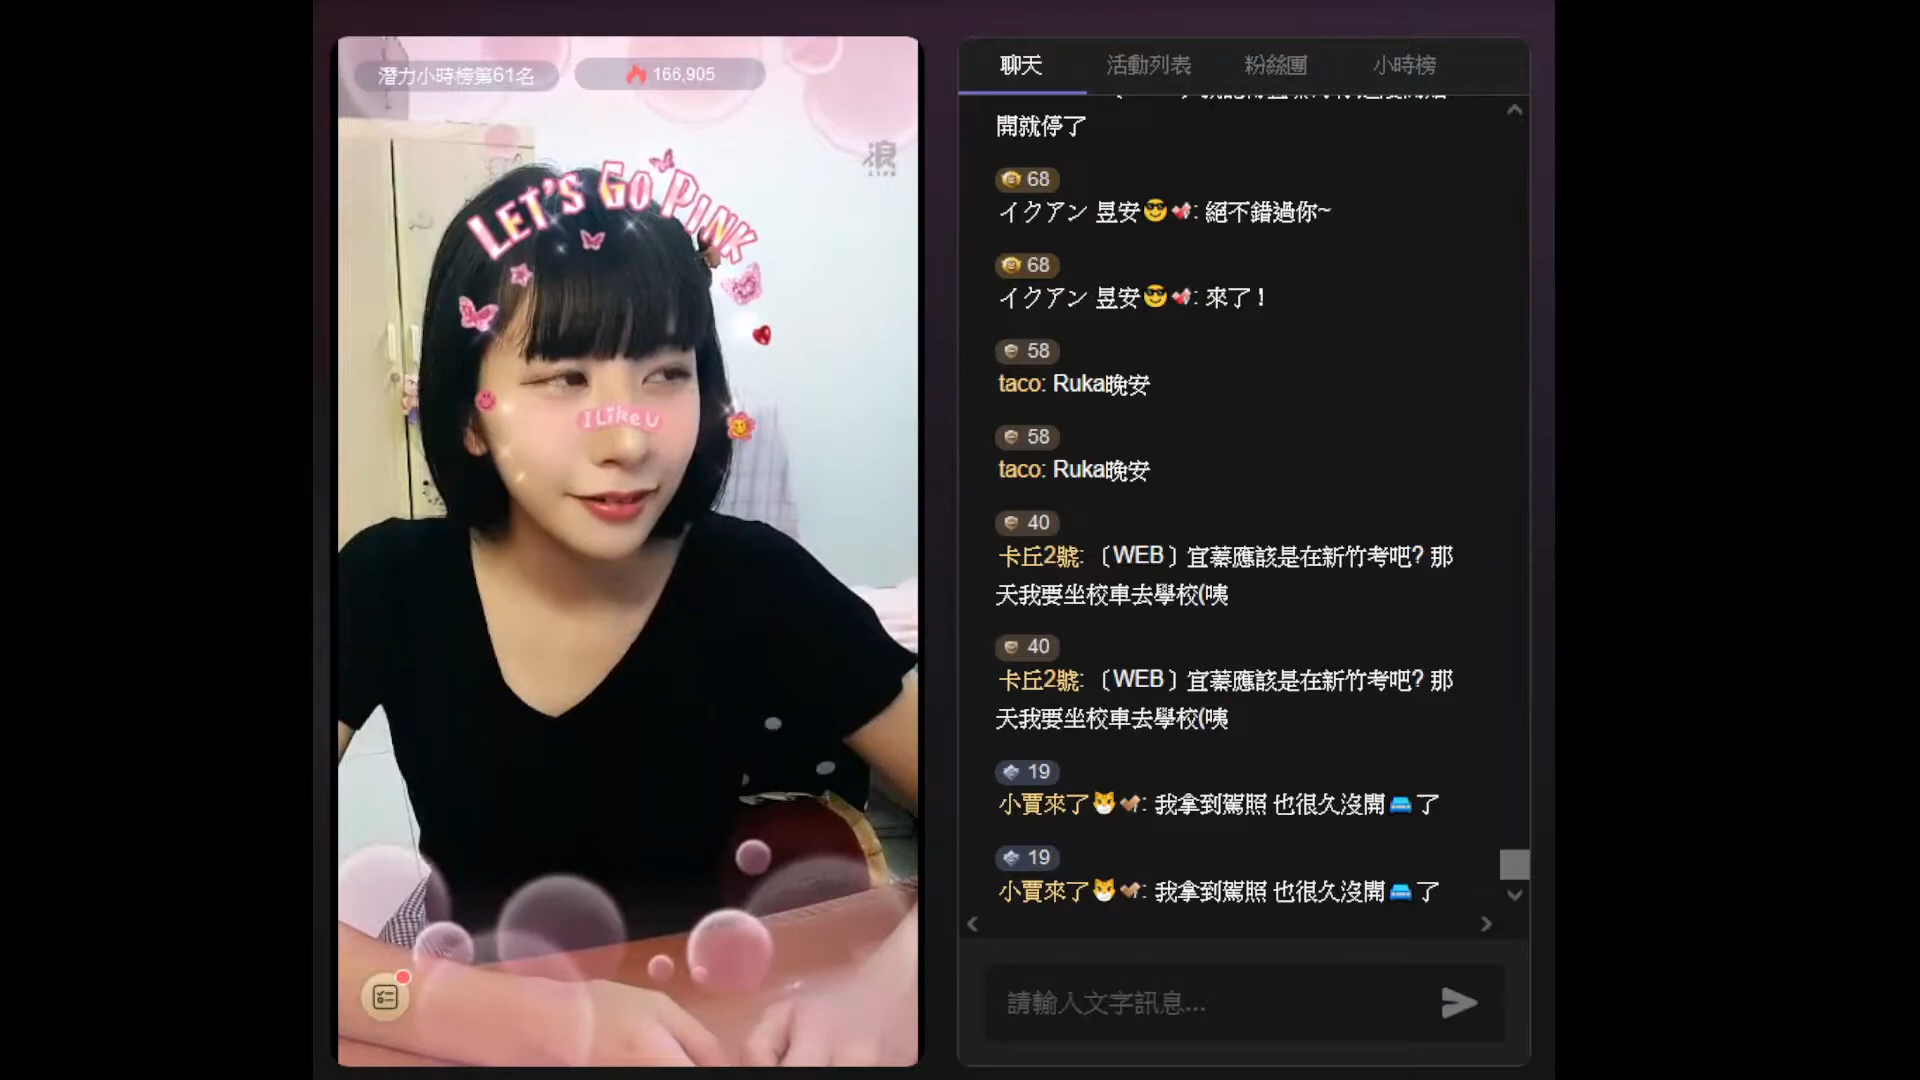 潛力小時榜第61名
166,905
浪
LIVE
LET'S GO PINK
I Like U
聊天 活動列表 粉絲團 小時榜
開就停了
68
イクアン 昱安😎💘: 絕不錯過你~
68
イクアン 昱安😎💘: 來了！
58
taco: Ruka晚安
58
taco: Ruka晚安
40
卡丘2號: 〔WEB〕宜蓁應該是在新竹考吧? 那
天我要坐校車去學校(咦
40
卡丘2號: 〔WEB〕宜蓁應該是在新竹考吧? 那
天我要坐校車去學校(咦
19
小賈來了: 我拿到駕照 也很久沒開🚘了
19
小賈來了: 我拿到駕照 也很久沒開🚘了
請輸入文字訊息...